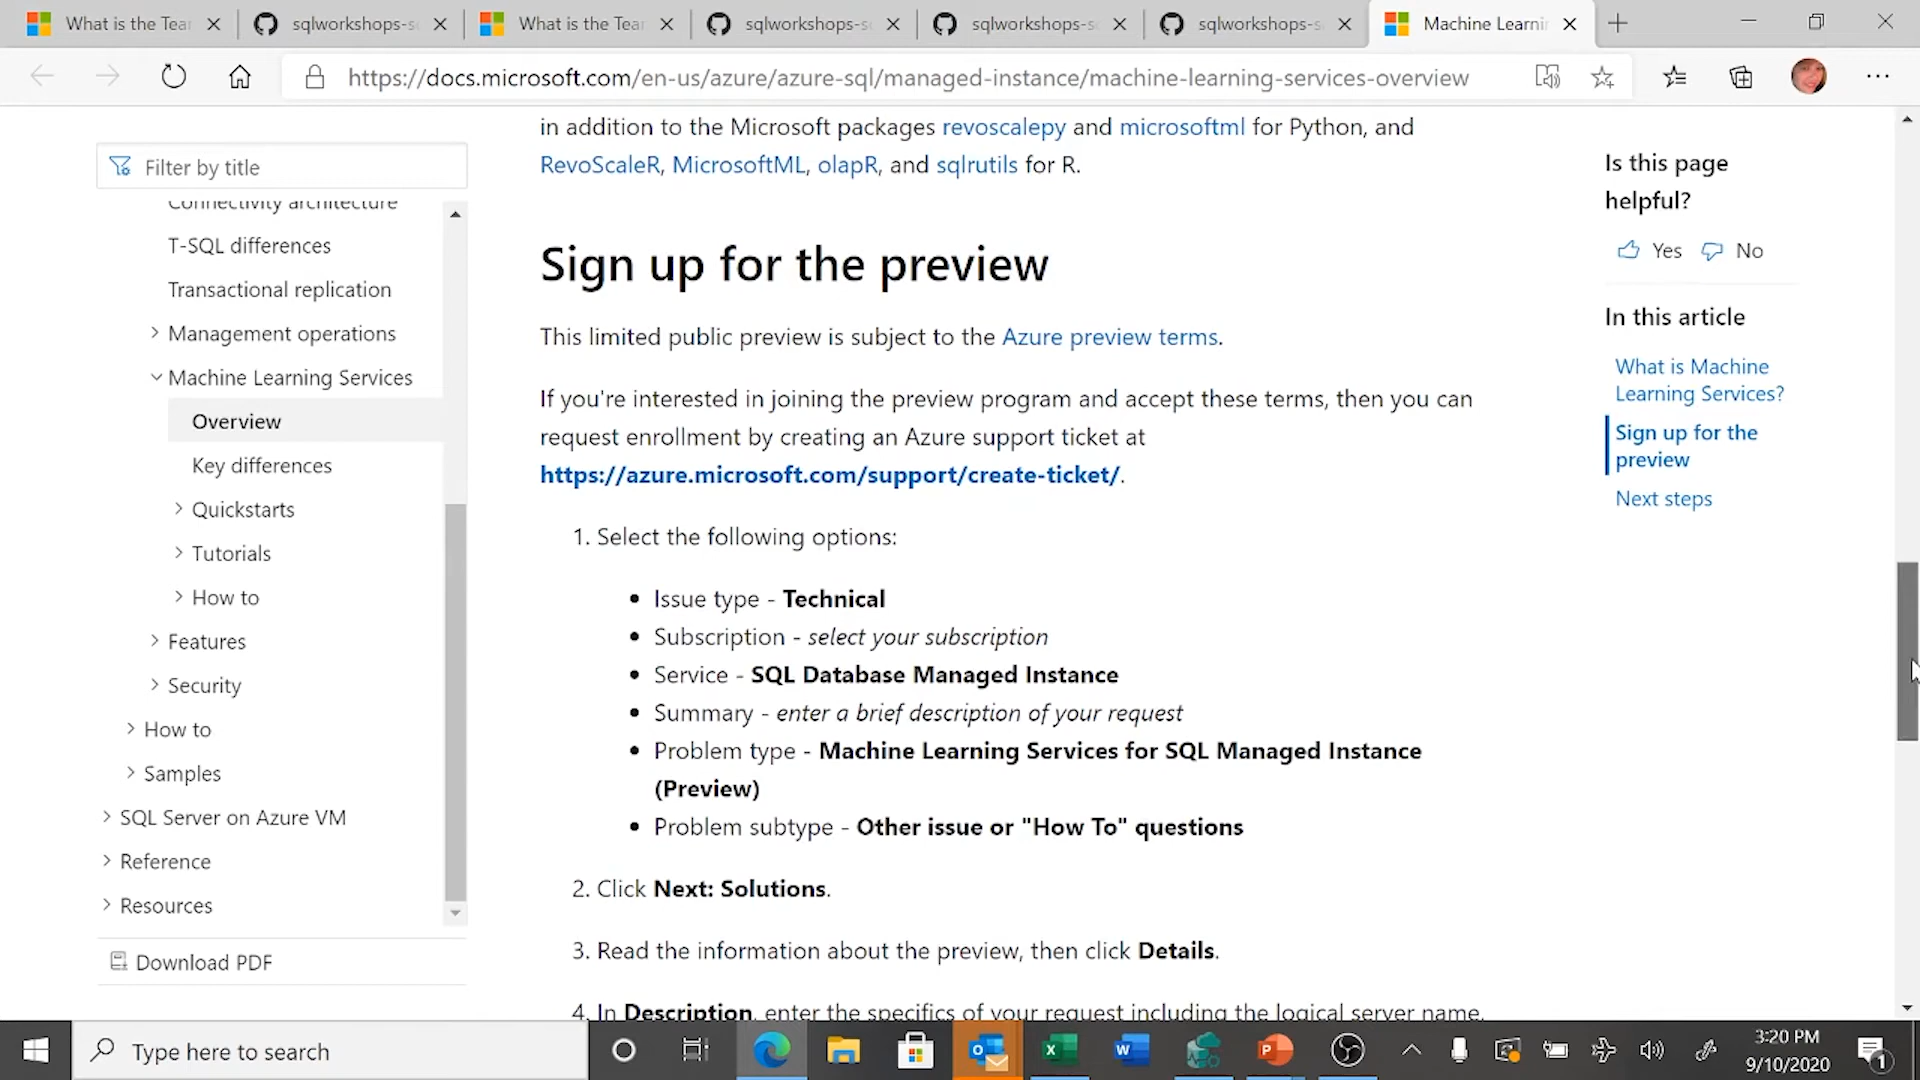 What is the Tea
sqlworkshops-s
What is the Tea
sqlworkshops-s
sqlworkshops-s
sqlworkshops-s
Machine Learni
https://docs.microsoft.com/en-us/azure/azure-sql/managed-instance/machine-learning-services-overview
Filter by title
Connectivity architecture
T-SQL differences
Transactional replication
Management operations
Machine Learning Services
Overview
Key differences
Quickstarts
Tutorials
How to
Features
Security
How to
Samples
SQL Server on Azure VM
Reference
Resources
Download PDF
in addition to the Microsoft packages revoscalepy and microsoftml for Python, and
RevoScaleR, MicrosoftML, olapR, and sqlrutils for R.
Sign up for the preview
This limited public preview is subject to the Azure preview terms.
If you're interested in joining the preview program and accept these terms, then you can
request enrollment by creating an Azure support ticket at
https://azure.microsoft.com/support/create-ticket/.
1. Select the following options:
• Issue type - Technical
• Subscription - select your subscription
• Service - SQL Database Managed Instance
• Summary - enter a brief description of your request
• Problem type - Machine Learning Services for SQL Managed Instance
(Preview)
• Problem subtype - Other issue or "How To" questions
2. Click Next: Solutions.
3. Read the information about the preview, then click Details.
4. In Description, enter the specifics of your request including the logical server name,
Is this page
helpful?
Yes No
In this article
What is Machine
Learning Services?
Sign up for the
preview
Next steps
Type here to search
3:20 PM
9/10/2020
1